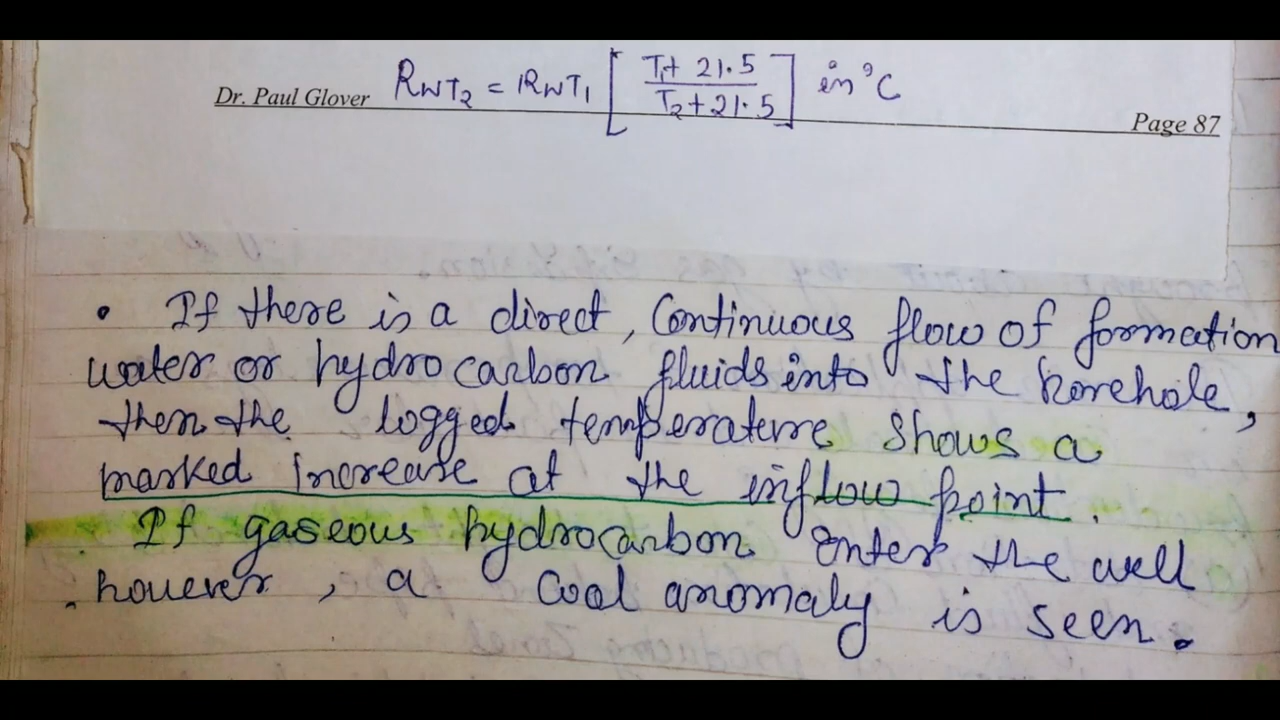 Dr. Paul Glover RwT2 = RwT1 [ T1 + 21.5 / T2 + 21.5 ] in °C
Page 87
• If there is a direct, Continuous flow of formation
water or hydrocarbon fluids into the borehole,
then the logged temperature shows a
marked increase at the inflow point.
If gaseous hydrocarbon enter the well
however, a cool anomaly is seen.